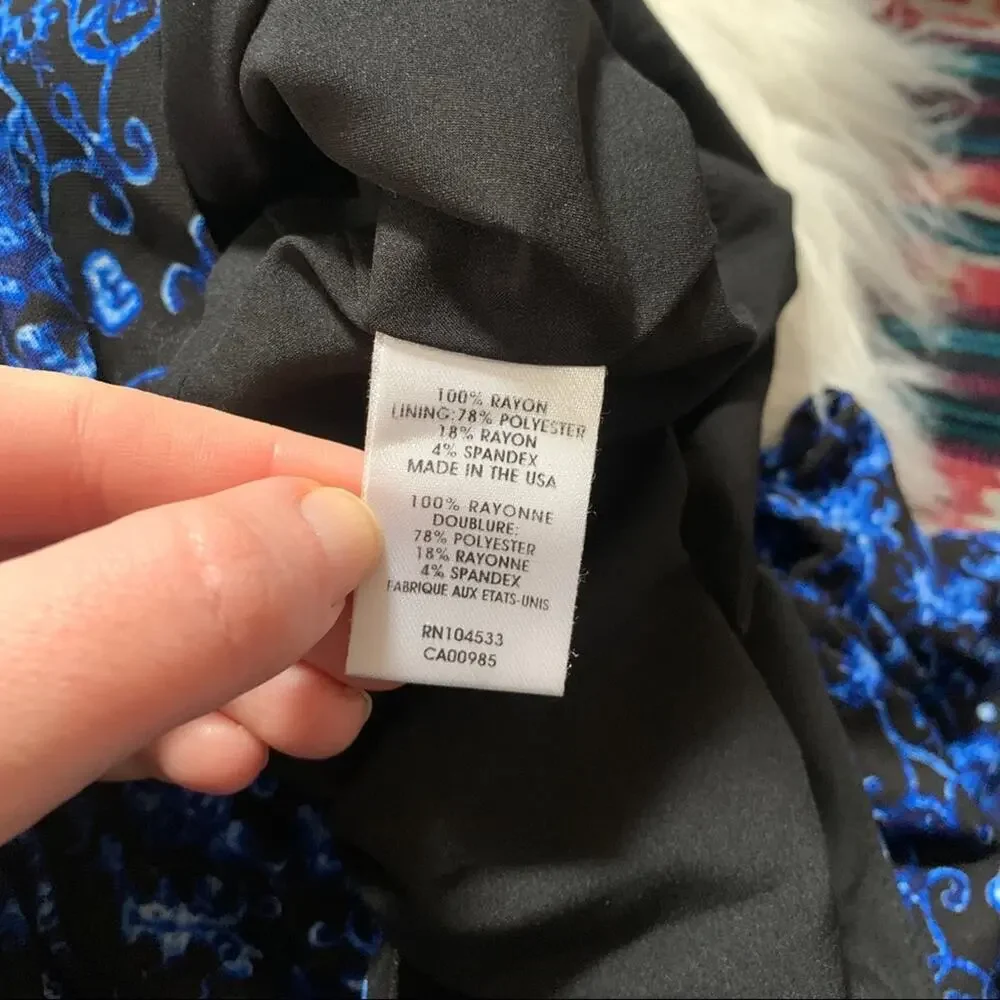 100% RAYON
LINING:78% POLYESTER
18% RAYON
4% SPANDEX
MADE IN THE USA
100% RAYONNE
DOUBLURE:
78% POLYESTER
18% RAYONNE
4% SPANDEX
FABRIQUE AUX ETATS-UNIS
RN104533
CA00985